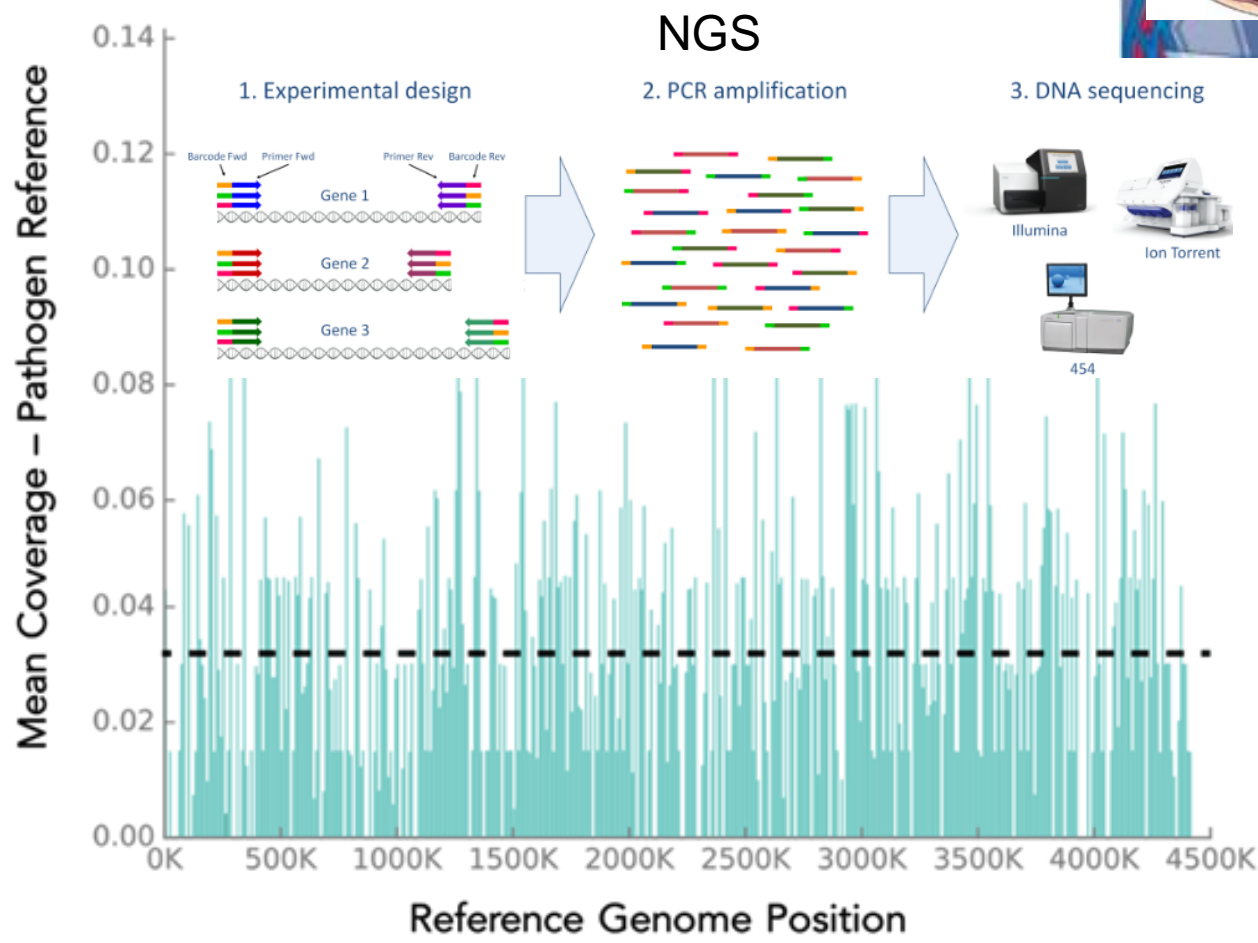 NGS
1. Experimental design
2. PCR amplification
3. DNA sequencing
Barcode Fwd
Primer Fwd
Primer Rev
Barcode Rev
Gene 1
Gene 2
Gene 3
Illumina
Ion Torrent
454
Mean Coverage – Pathogen Reference
0.14
0.12
0.10
0.08
0.06
0.04
0.02
0.00
0K 500K 1000K 1500K 2000K 2500K 3000K 3500K 4000K 4500K
Reference Genome Position